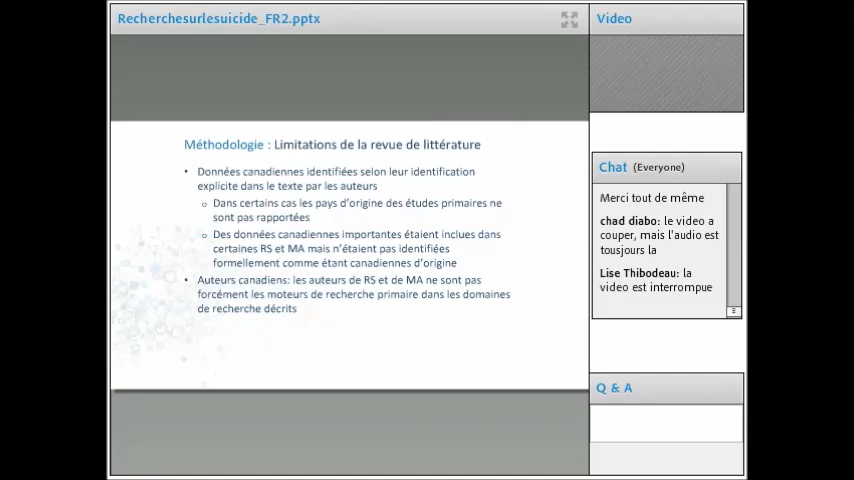 Recherchesurlesuicide_FR2.pptx
Méthodologie : Limitations de la revue de littérature
• Données canadiennes identifiées selon leur identification
explicite dans le texte par les auteurs
o Dans certains cas les pays d'origine des études primaires ne
sont pas rapportées
o Des données canadiennes importantes étaient inclues dans
certaines RS et MA mais n'étaient pas identifiées
formellement comme étant canadiennes d'origine
• Auteurs canadiens: les auteurs de RS et de MA ne sont pas
forcément les moteurs de recherche primaire dans les domaines
de recherche décrits
Video
Chat (Everyone)
Merci tout de même
chad diabo: le video a
couper, mais l'audio est
tousjours la
Lise Thibodeau: la
video est interrompue
Q & A